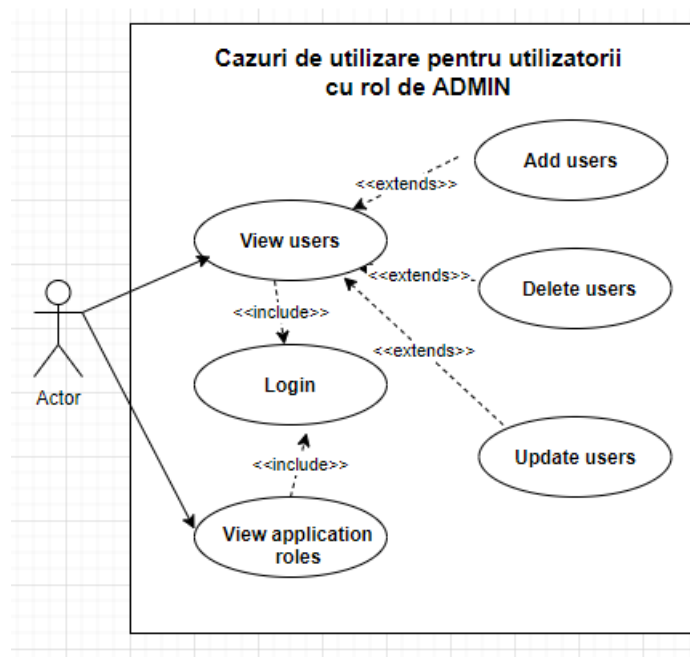 Cazuri de utilizare pentru utilizatorii
cu rol de ADMIN
Add users
<<extends>>
View users
<<extends>>
Delete users
<<include>>
<<extends>>
Login
Actor
Update users
<<include>>
View application
roles